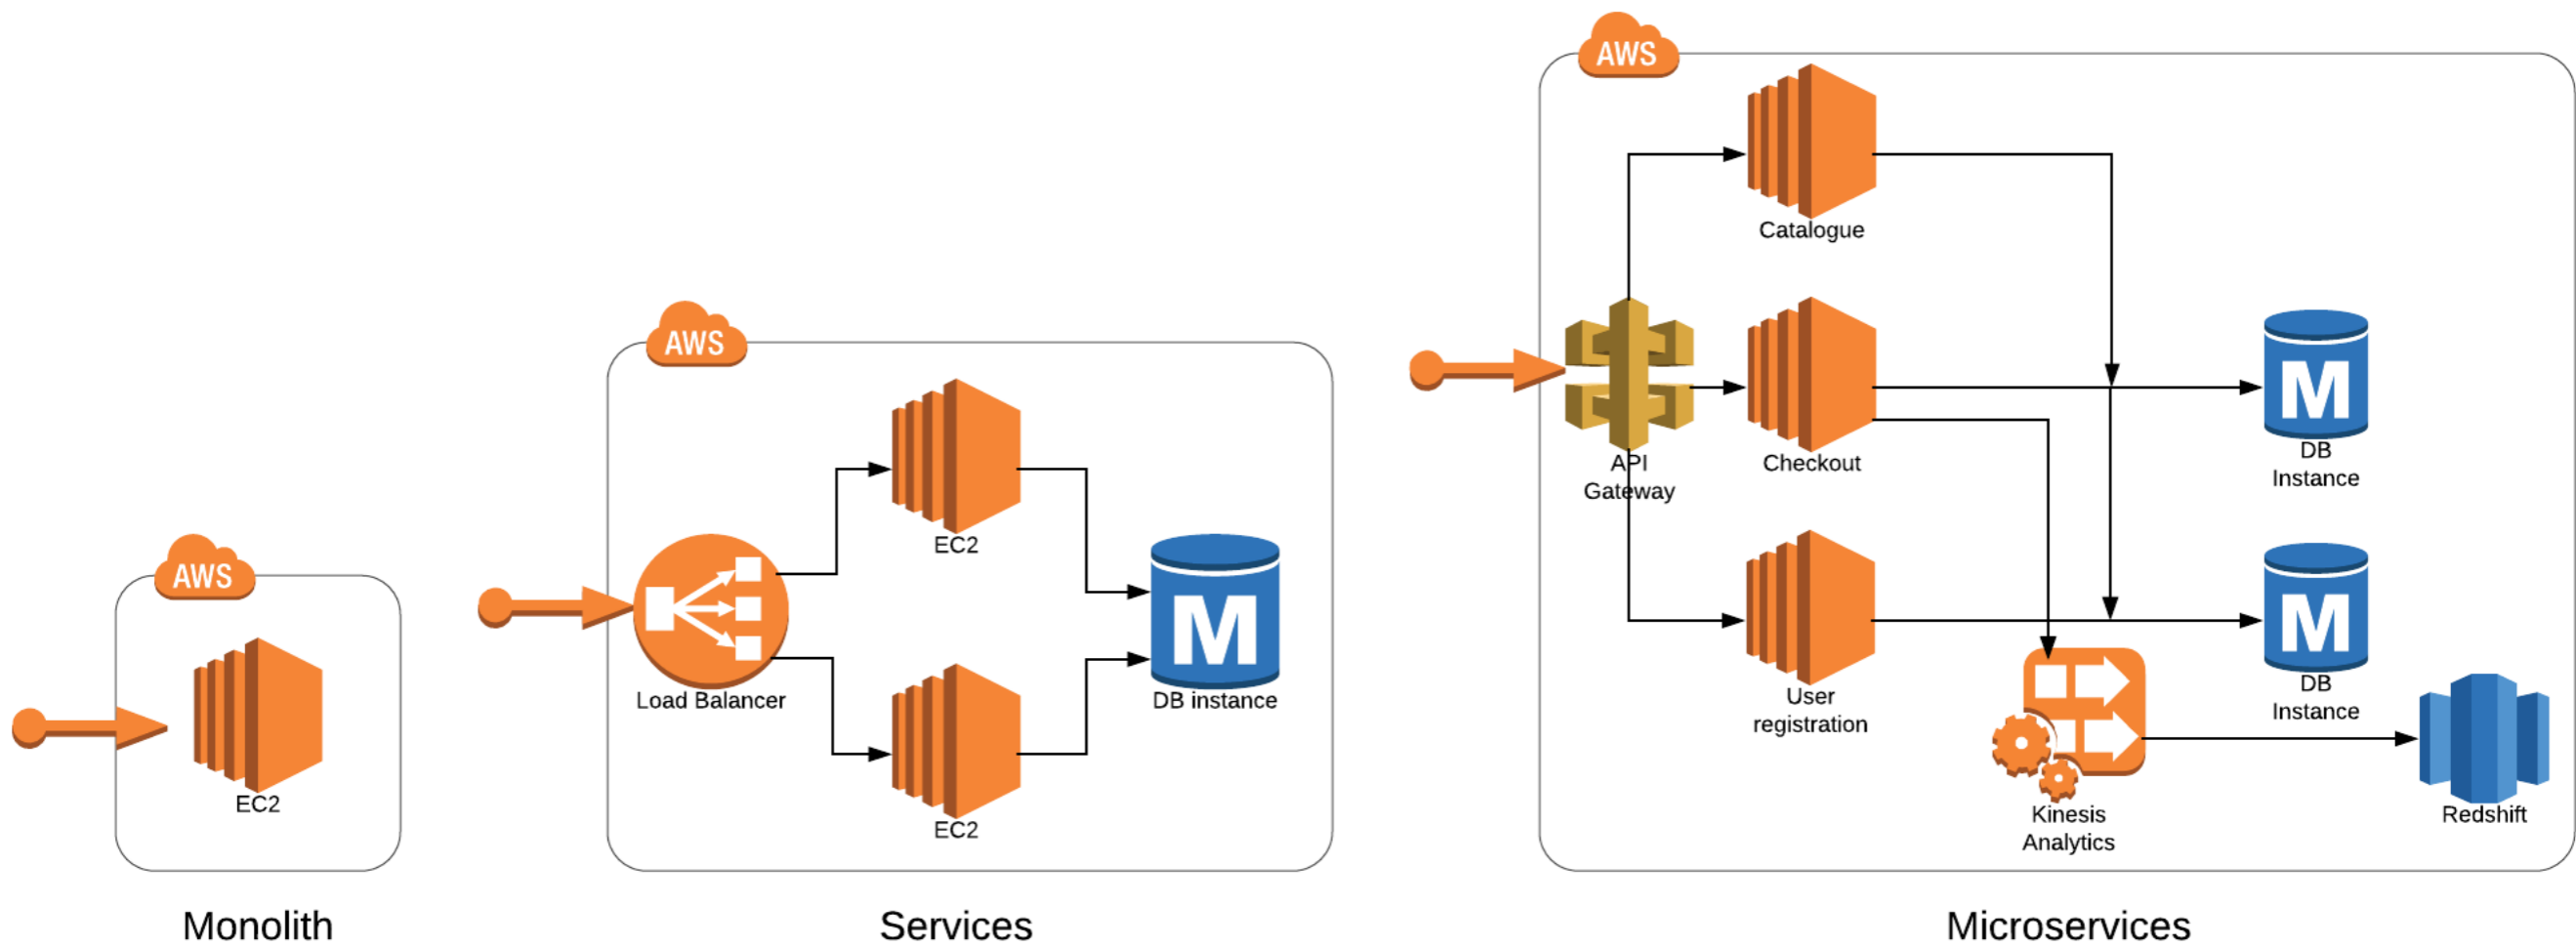 AWS
EC2
Monolith
AWS
Load Balancer
EC2
EC2
M
DB instance
Services
AWS
API
Gateway
Catalogue
Checkout
User
registration
M
DB
Instance
M
DB
Instance
Kinesis
Analytics
Redshift
Microservices